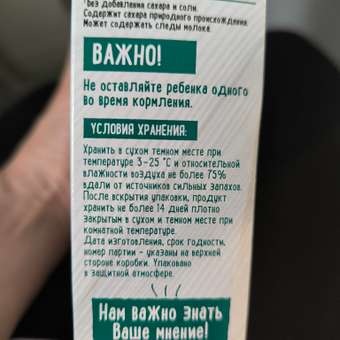 *Без добавления сахара и соли.
Содержит сахара природного происхождения.
Может содержать следы молока.
ВАЖНО!
Не оставляйте ребенка одного
во время кормления.
УСЛОВИЯ ХРАНЕНИЯ:
Хранить в сухом темном месте при
температуре 3-25 °C и относительной
влажности воздуха не более 75%
вдали от источников сильных запахов.
После вскрытия упаковки, продукт
хранить не более 14 дней плотно
закрытым в сухом и темном месте при
комнатной температуре.
Дата изготовления, срок годности,
номер партии - указаны на верхней
стороне коробки. Упаковано
в защитной атмосфере.
Нам важно знать
Ваше мнение!